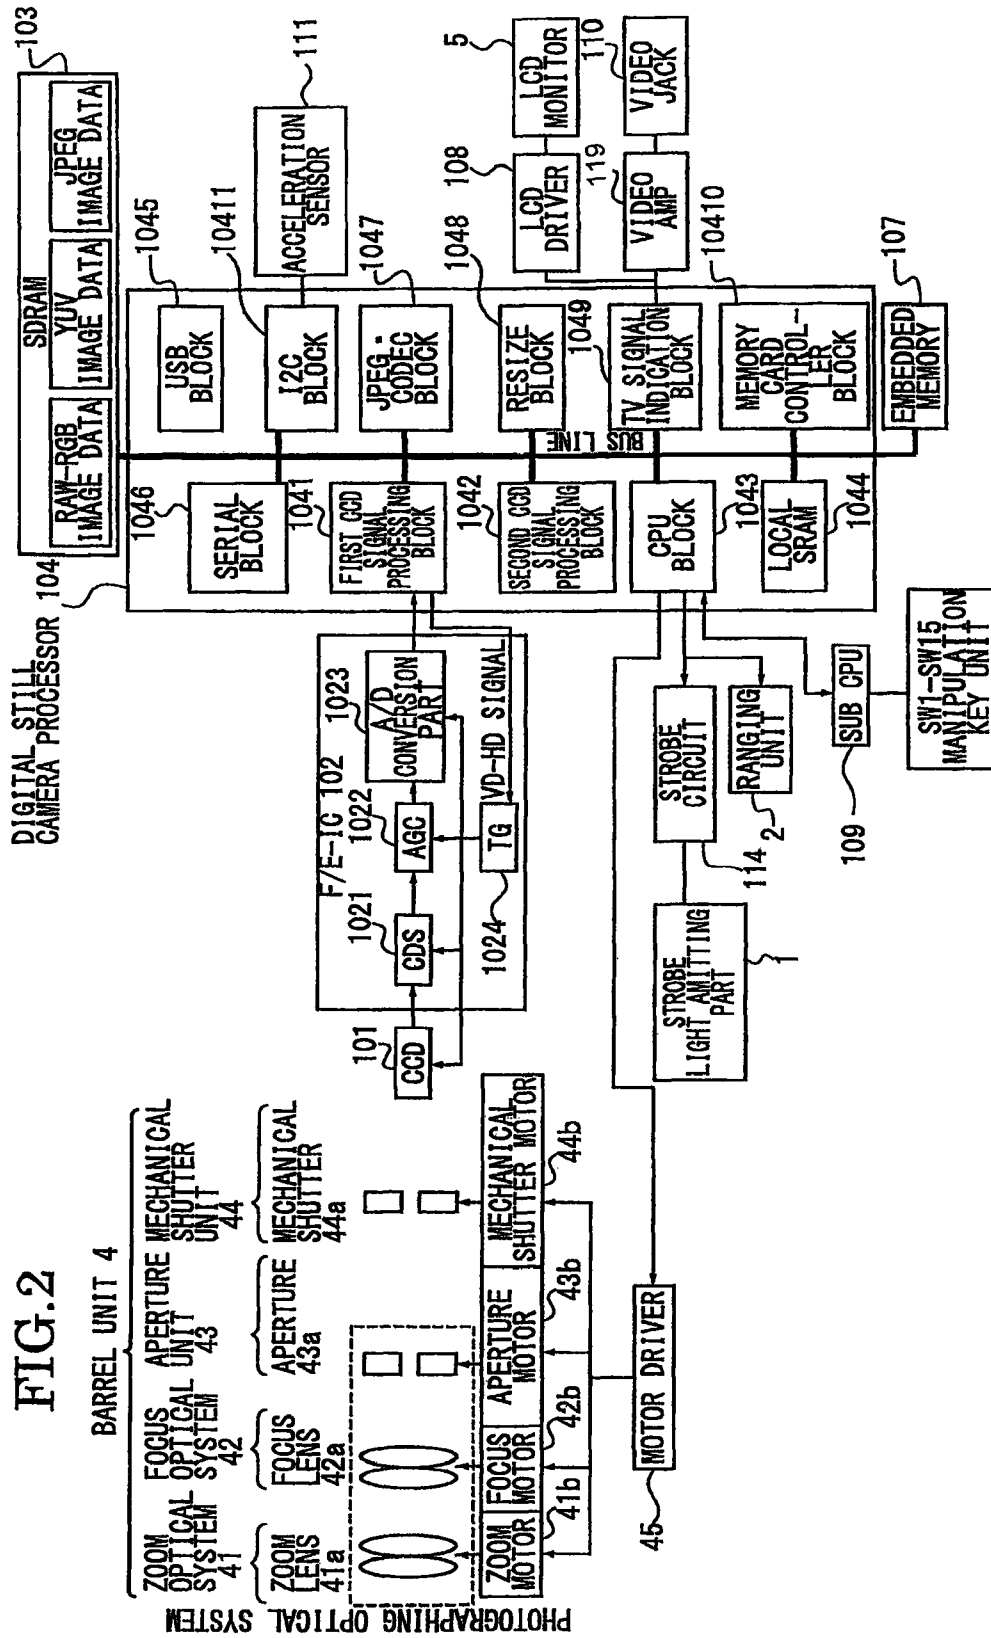 FIG.2
BARREL UNIT 4
ZOOM
OPTICAL
SYSTEM
41
FOCUS
OPTICAL
SYSTEM
42
APERTURE
UNIT
43
MECHANICAL
SHUTTER
UNIT
44
ZOOM
LENS
41a
FOCUS
LENS
42a
APERTURE
43a
MECHANICAL
SHUTTER
44a
PHOTOGRAPHING OPTICAL SYSTEM
ZOOM
MOTOR
41b
FOCUS
MOTOR
42b
APERTURE
MOTOR
43b
MECHANICAL
SHUTTER MOTOR
44b
MOTOR DRIVER
45
DIGITAL STILL
CAMERA PROCESSOR 104
101
CCD
F/E-IC 102
1021
CDS
1022
AGC
1023
A/D
CONVERSION
PART
TG
1024
VD-HD SIGNAL
STROBE
LIGHT AMITTING
PART
1
STROBE
CIRCUIT
114
RANGING
UNIT
2
SUB CPU
109
SW1-SW15
MANIPULATION
KEY UNIT
SDRAM
103
RAW-RGB
IMAGE DATA
YUV
IMAGE DATA
JPEG
IMAGE DATA
1046
SERIAL
BLOCK
1041
FIRST CCD
SIGNAL
PROCESSING
BLOCK
1042
SECOND CCD
SIGNAL
PROCESSING
BLOCK
CPU
BLOCK
1043
LOCAL
SRAM
1044
BUS LINE
USB
BLOCK
1045
I2C
BLOCK
10411
JPEG·
CODEC
BLOCK
1047
RESIZE
BLOCK
1048
TV SIGNAL
INDICATION
BLOCK
1049
MEMORY
CARD
CONTROL-
LER
BLOCK
10410
EMBEDDED
MEMORY
107
ACCELERATION
SENSOR
111
LCD
DRIVER
108
LCD
MONITOR
5
VIDEO
AMP
119
VIDEO
JACK
110